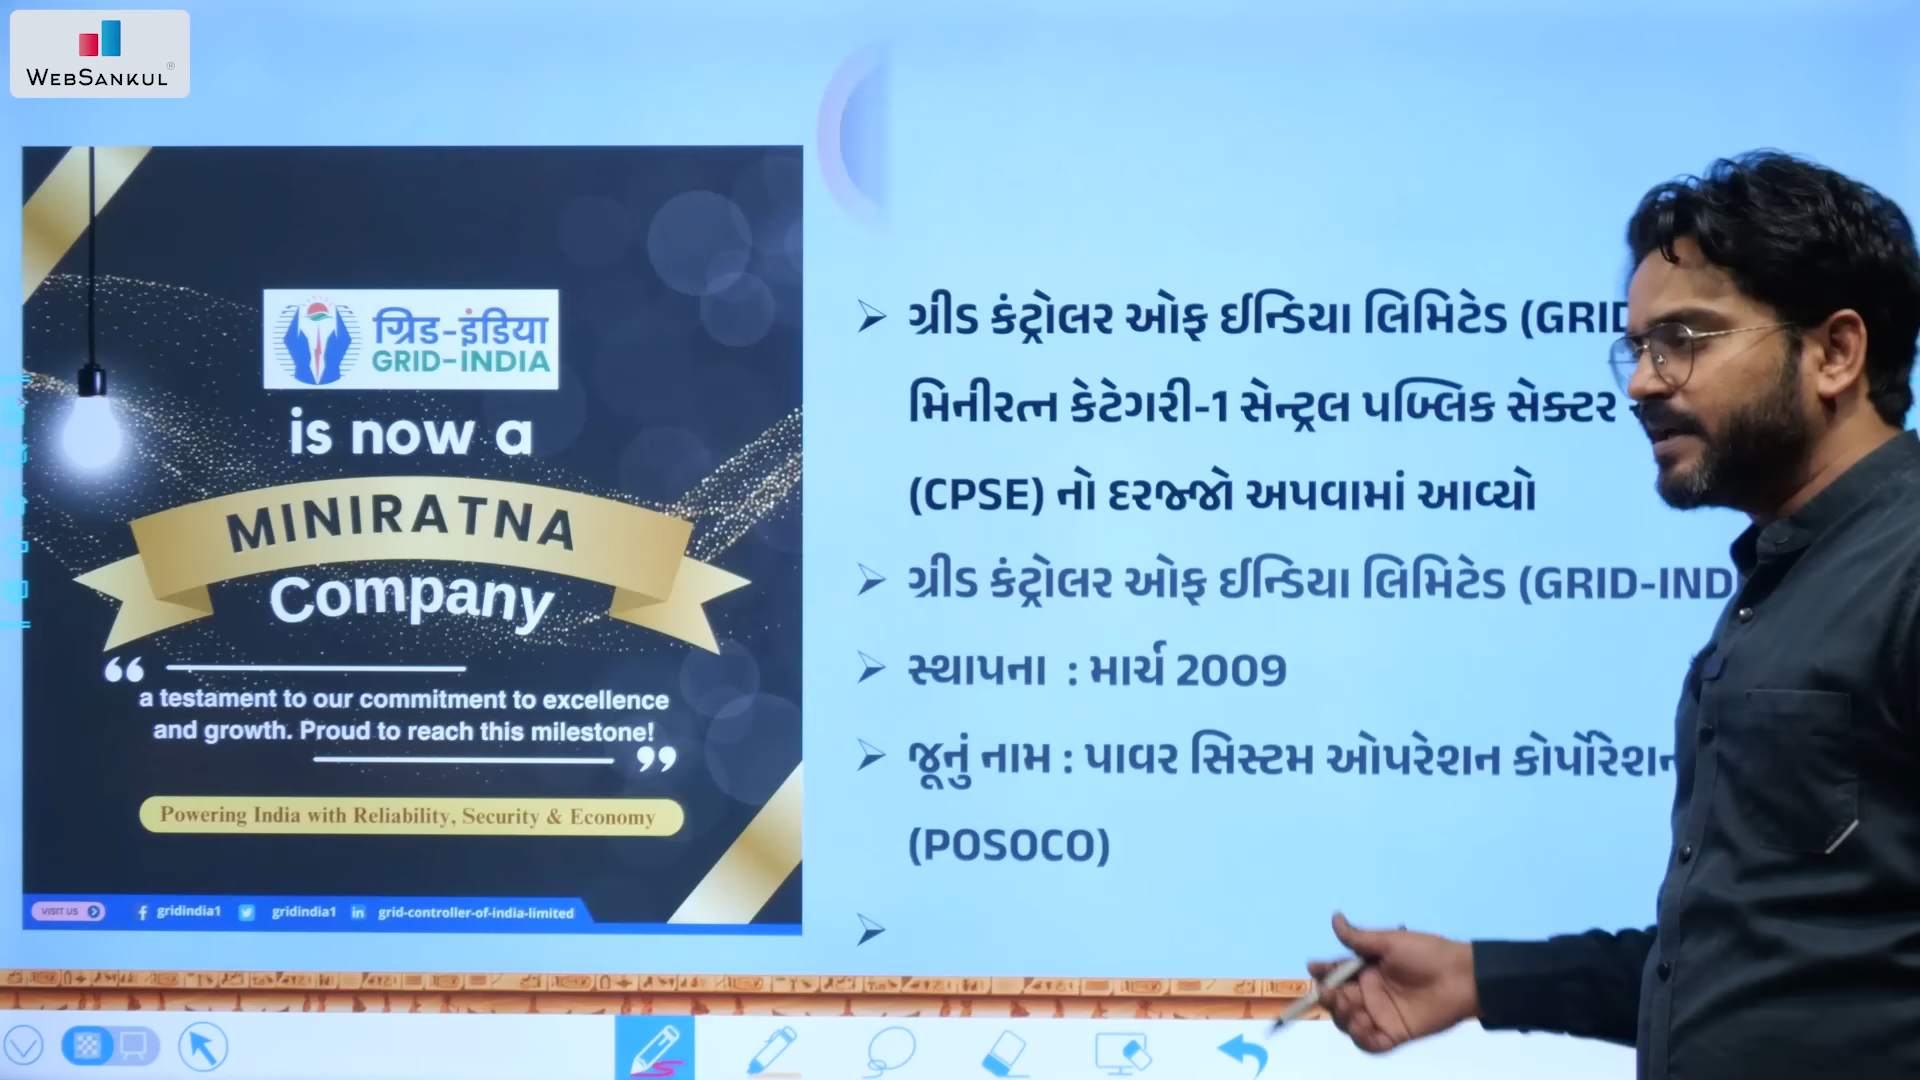 WEBSANKUL
ग्रिड-इंडिया
GRID-INDIA
is now a
MINIRATNA
Company
“ a testament to our commitment to excellence
and growth. Proud to reach this milestone! ”
Powering India with Reliability, Security & Economy
VISIT US gridindia1 gridindia1 grid-controller-of-india-limited
ગ્રીડ કંટ્રોલર ઓફ ઈન્ડિયા લિમિટેડ (GRID
મિનીરત્ન કેટેગરી-1 સેન્ટ્રલ પબ્લિક સેક્ટર
(CPSE) નો દરજ્જો અપવામાં આવ્યો
ગ્રીડ કંટ્રોલર ઓફ ઈન્ડિયા લિમિટેડ (GRID-IND
સ્થાપના : માર્ચ 2009
જૂનું નામ : પાવર સિસ્ટમ ઓપરેશન કોર્પોરેશન
(POSOCO)